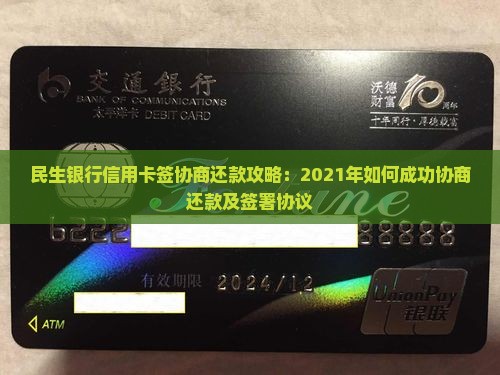 交通銀行
BANK OF COMMUNICATIONS
太平洋卡 DEBIT CARD
沃德
财富
10
周年
十年同行·厚德载富
民生银行信用卡签协商还款攻略：2021年如何成功协商
还款及签署协议
6222
88888
有效期限 2024/12
ATM
UnionPay
银联